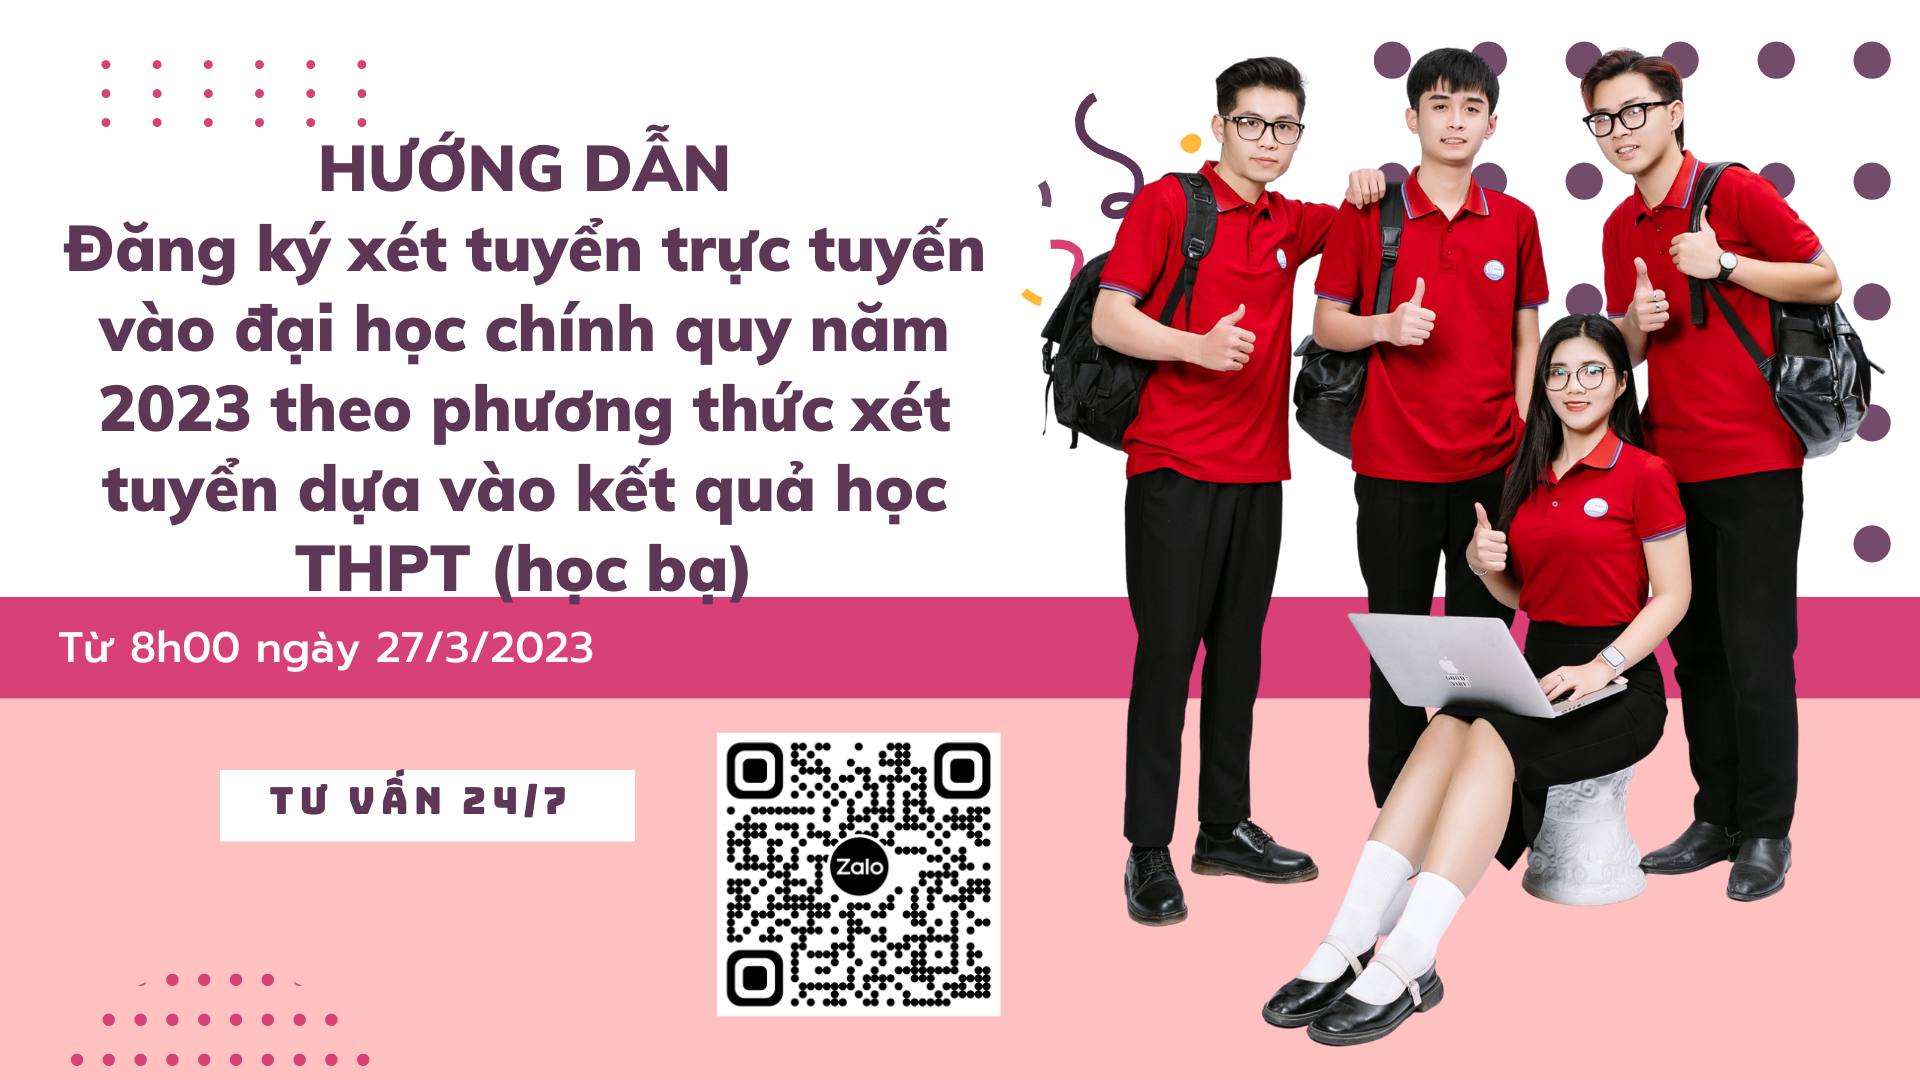 HƯỚNG DẪN
Đăng ký xét tuyển trực tuyến
vào đại học chính quy năm
2023 theo phương thức xét
tuyển dựa vào kết quả học
THPT (học bạ)
Từ 8h00 ngày 27/3/2023
TƯ VẤN 24/7
Zalo
GOOD
VIBE